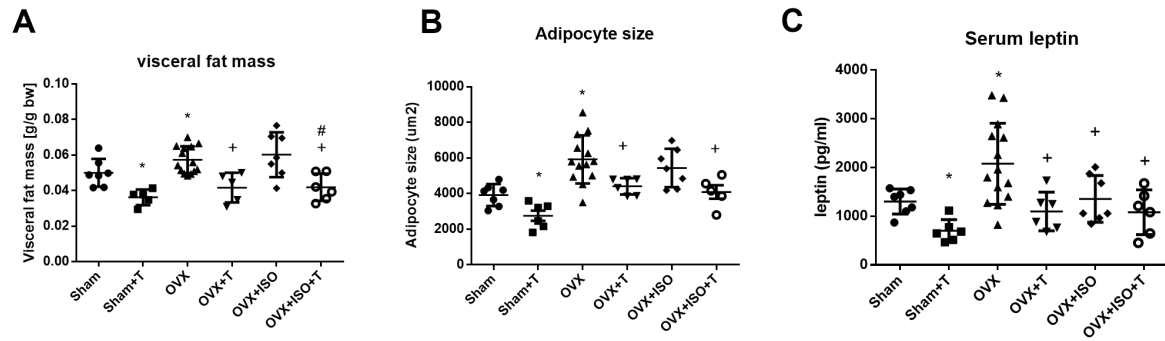 A
visceral fat mass
Visceral fat mass [g/g bw]
0.10
0.08
0.06
0.04
0.02
0.00
*
*
+
#
+
Sham
Sham+T
OVX
OVX+T
OVX+ISO
OVX+ISO+T
B
Adipocyte size
Adipocyte size (um2)
10000
8000
6000
4000
2000
0
*
*
+
+
Sham
Sham+T
OVX
OVX+T
OVX+ISO
OVX+ISO+T
C
Serum leptin
leptin (pg/ml)
4000
3000
2000
1000
0
*
*
+
+
+
Sham
Sham+T
OVX
OVX+T
OVX+ISO
OVX+ISO+T